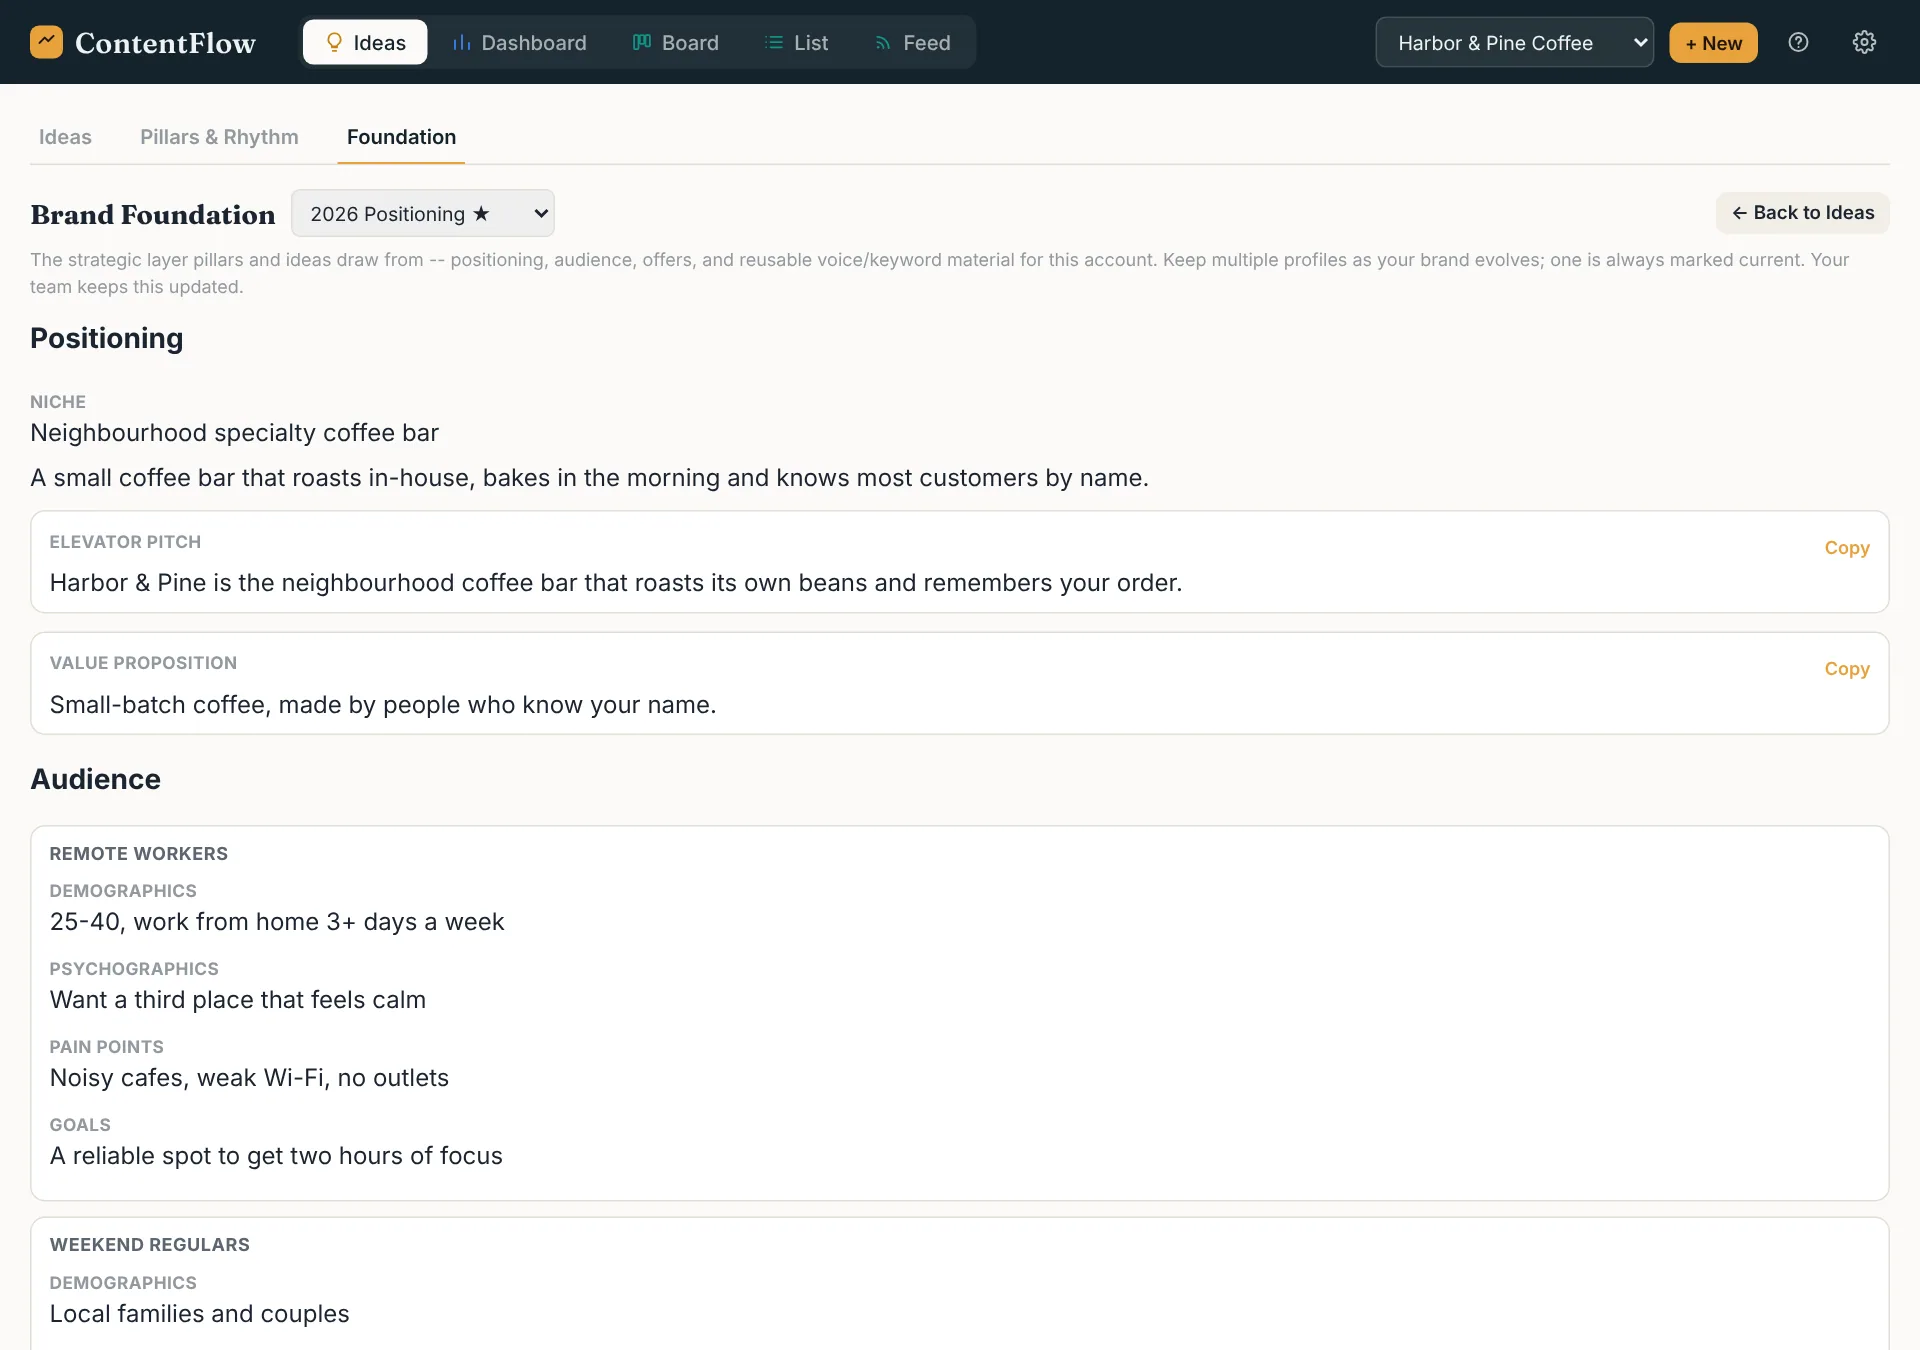 ContentFlow
Ideas
Dashboard
Board
List
Feed
Harbor & Pine Coffee
+ New
Ideas
Pillars & Rhythm
Foundation
Brand Foundation
2026 Positioning ★
← Back to Ideas
The strategic layer pillars and ideas draw from -- positioning, audience, offers, and reusable voice/keyword material for this account. Keep multiple profiles as your brand evolves; one is always marked current. Your
team keeps this updated.
Positioning
NICHE
Neighbourhood specialty coffee bar
A small coffee bar that roasts in-house, bakes in the morning and knows most customers by name.
ELEVATOR PITCH
Copy
Harbor & Pine is the neighbourhood coffee bar that roasts its own beans and remembers your order.
VALUE PROPOSITION
Copy
Small-batch coffee, made by people who know your name.
Audience
REMOTE WORKERS
DEMOGRAPHICS
25-40, work from home 3+ days a week
PSYCHOGRAPHICS
Want a third place that feels calm
PAIN POINTS
Noisy cafes, weak Wi-Fi, no outlets
GOALS
A reliable spot to get two hours of focus
WEEKEND REGULARS
DEMOGRAPHICS
Local families and couples